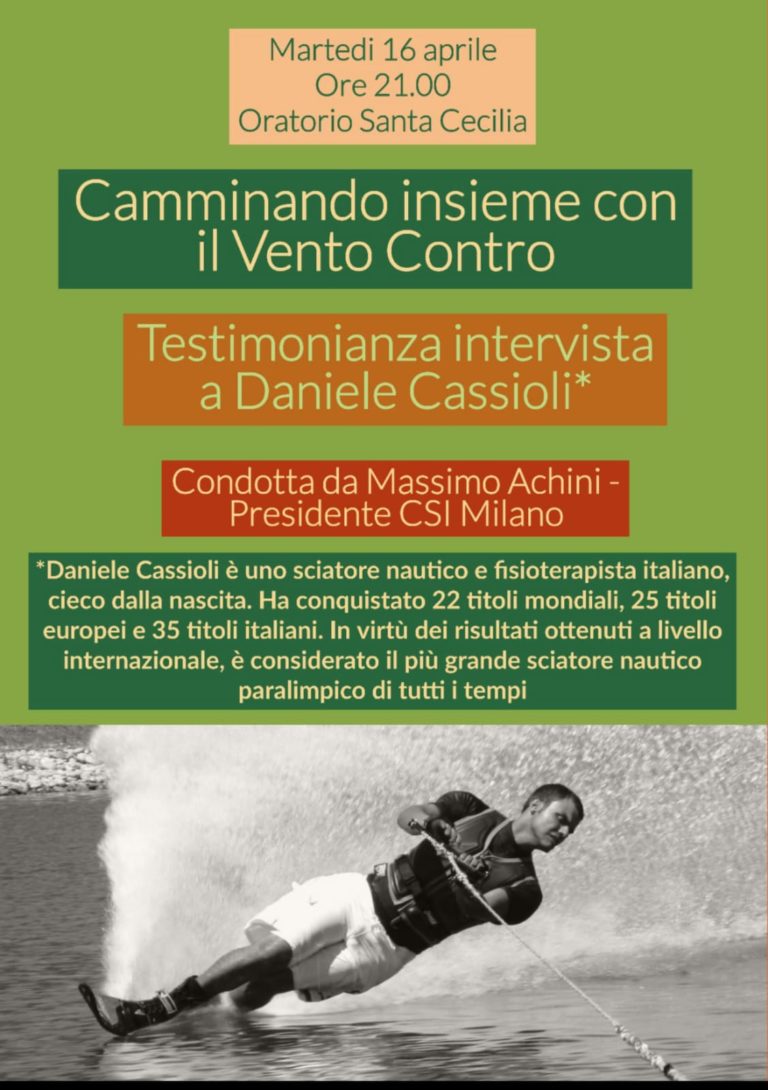 Martedi 16 aprile
Ore 21.00
Oratorio Santa Cecilia
Camminando insieme con
il Vento Contro
Testimonianza intervista
a Daniele Cassioli*
Condotta da Massimo Achini -
Presidente CSI Milano
*Daniele Cassioli è uno sciatore nautico e fisioterapista italiano,
cieco dalla nascita. Ha conquistato 22 titoli mondiali, 25 titoli
europei e 35 titoli italiani. In virtù dei risultati ottenuti a livello
internazionale, è considerato il più grande sciatore nautico
paralimpico di tutti i tempi